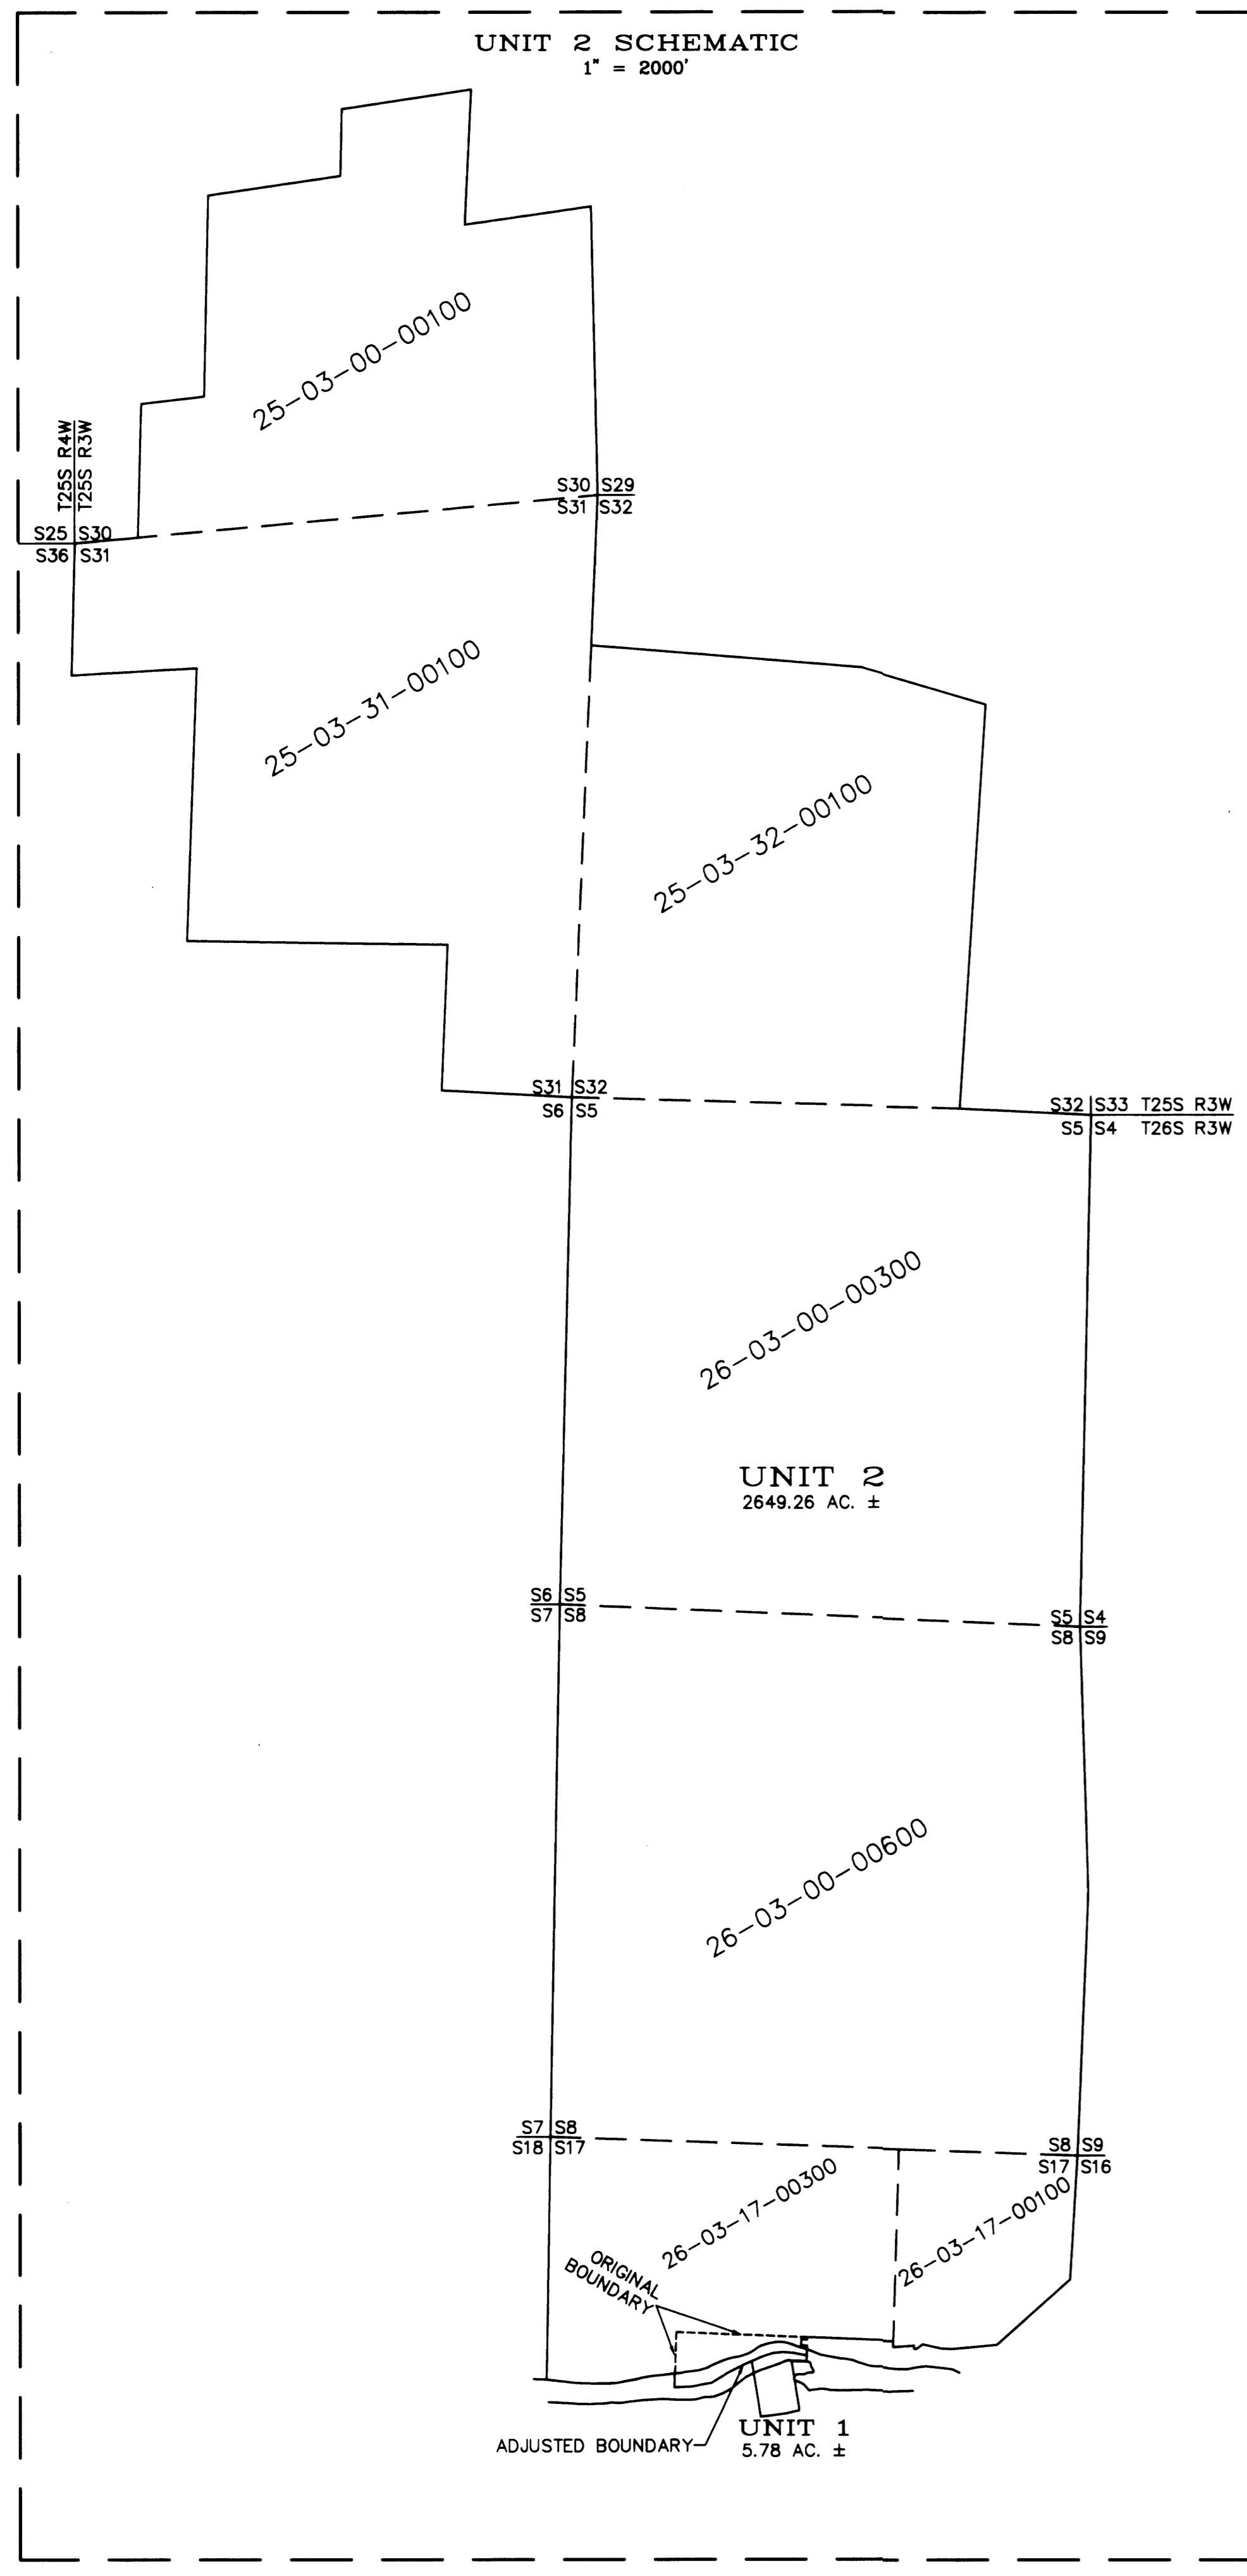 UNIT 2 SCHEMATIC
1" = 2000'
25-03-00-00100
T25S R4W
T25S R3W
S30 S29
S31 S32
S25 S30
S36 S31
25-03-31-00100
25-03-32-00100
S31 S32
S6 S5
S32 S33 T25S R3W
S5 S4 T26S R3W
26-03-00-00300
UNIT 2
2649.26 AC. ±
S6 S5
S7 S8
S5 S4
S8 S9
26-03-00-00600
S7 S8
S18 S17
S8 S9
S17 S16
26-03-17-00300
26-03-17-00100
ORIGINAL
BOUNDARY
UNIT 1
5.78 AC. ±
ADJUSTED BOUNDARY